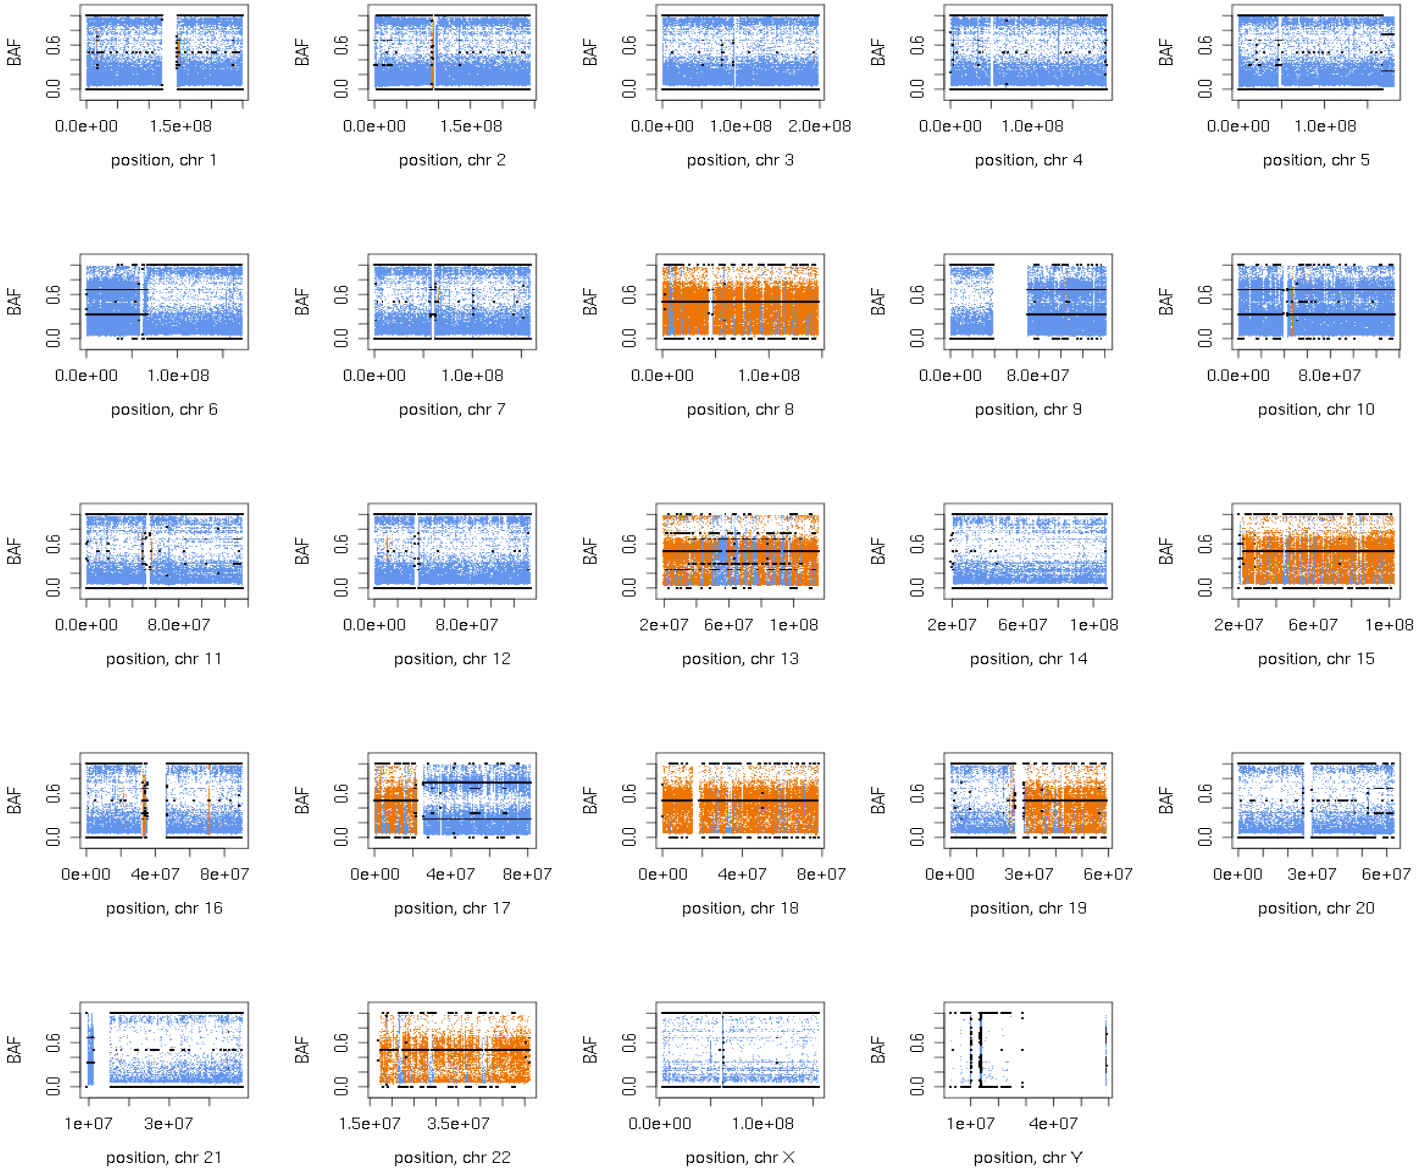 BAF BAF BAF BAF BAF
0.0 0.6 0.0 0.6 0.0 0.6 0.0 0.6 0.0 0.6
0.0e+00 1.5e+08 0.0e+00 1.5e+08 0.0e+00 1.0e+08 2.0e+08 0.0e+00 1.0e+08 0.0e+00 1.0e+08
position, chr 1 position, chr 2 position, chr 3 position, chr 4 position, chr 5
BAF BAF BAF BAF BAF
0.0 0.6 0.0 0.6 0.0 0.6 0.0 0.6 0.0 0.6
0.0e+00 1.0e+08 0.0e+00 1.0e+08 0.0e+00 1.0e+08 0.0e+00 8.0e+07 0.0e+00 8.0e+07
position, chr 6 position, chr 7 position, chr 8 position, chr 9 position, chr 10
BAF BAF BAF BAF BAF
0.0 0.6 0.0 0.6 0.0 0.6 0.0 0.6 0.0 0.6
0.0e+00 8.0e+07 0.0e+00 8.0e+07 2e+07 6e+07 1e+08 2e+07 6e+07 1e+08 2e+07 6e+07 1e+08
position, chr 11 position, chr 12 position, chr 13 position, chr 14 position, chr 15
BAF BAF BAF BAF BAF
0.0 0.6 0.0 0.6 0.0 0.6 0.0 0.6 0.0 0.6
0e+00 4e+07 8e+07 0e+00 4e+07 8e+07 0e+00 4e+07 8e+07 0e+00 3e+07 6e+07 0e+00 3e+07 6e+07
position, chr 16 position, chr 17 position, chr 18 position, chr 19 position, chr 20
BAF BAF BAF BAF
0.0 0.6 0.0 0.6 0.0 0.6 0.0 0.6
1e+07 3e+07 1.5e+07 3.5e+07 0.0e+00 1.0e+08 1e+07 4e+07
position, chr 21 position, chr 22 position, chr X position, chr Y